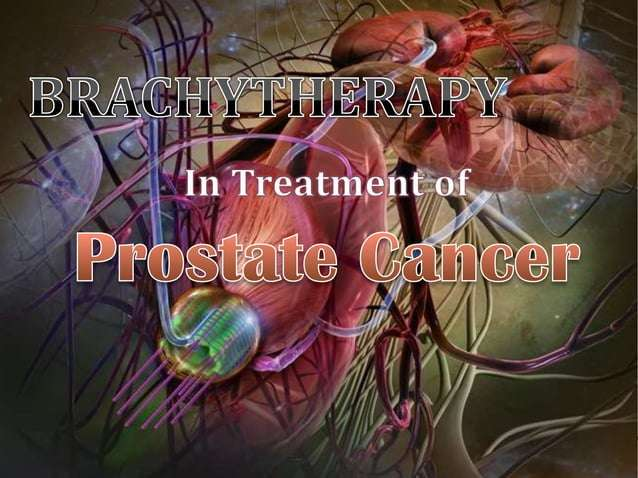 BRACHYTHERAPY
In Treatment of
Prostate Cancer